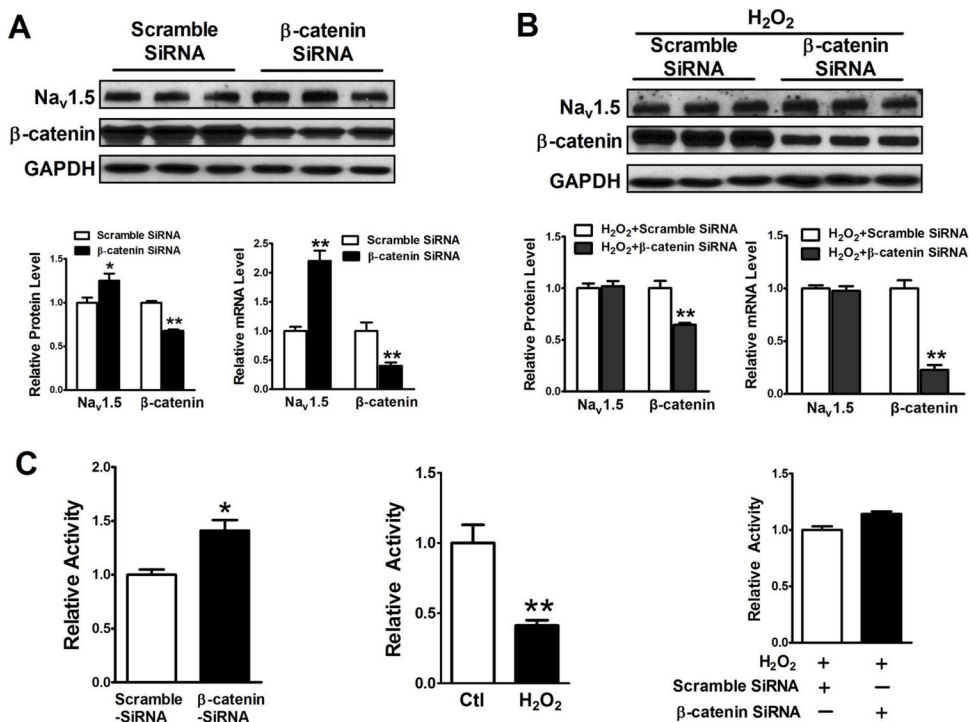 A
Scramble
SiRNA
β-catenin
SiRNA
Naᵥ1.5
β-catenin
GAPDH
Relative Protein Level
1.5
1.0
0.5
0.0
Scramble SiRNA
β-catenin SiRNA
*
**
Naᵥ1.5
β-catenin
Relative mRNA Level
2.5
2.0
1.5
1.0
0.5
0.0
Scramble SiRNA
β-catenin SiRNA
**
**
Naᵥ1.5
β-catenin
B
H₂O₂
Scramble
SiRNA
β-catenin
SiRNA
Naᵥ1.5
β-catenin
GAPDH
Relative Protein Level
1.5
1.0
0.5
0.0
H₂O₂+Scramble SiRNA
H₂O₂+β-catenin SiRNA
**
Naᵥ1.5
β-catenin
Relative mRNA Level
1.5
1.0
0.5
0.0
H₂O₂+Scramble SiRNA
H₂O₂+β-catenin SiRNA
**
Naᵥ1.5
β-catenin
C
Relative Activity
2.0
1.5
1.0
0.5
0.0
*
Scramble
-SiRNA
β-catenin
-SiRNA
Relative Activity
1.5
1.0
0.5
0.0
**
Ctl
H₂O₂
Relative Activity
1.5
1.0
0.5
0.0
H₂O₂ + +
Scramble SiRNA + −
β-catenin SiRNA − +